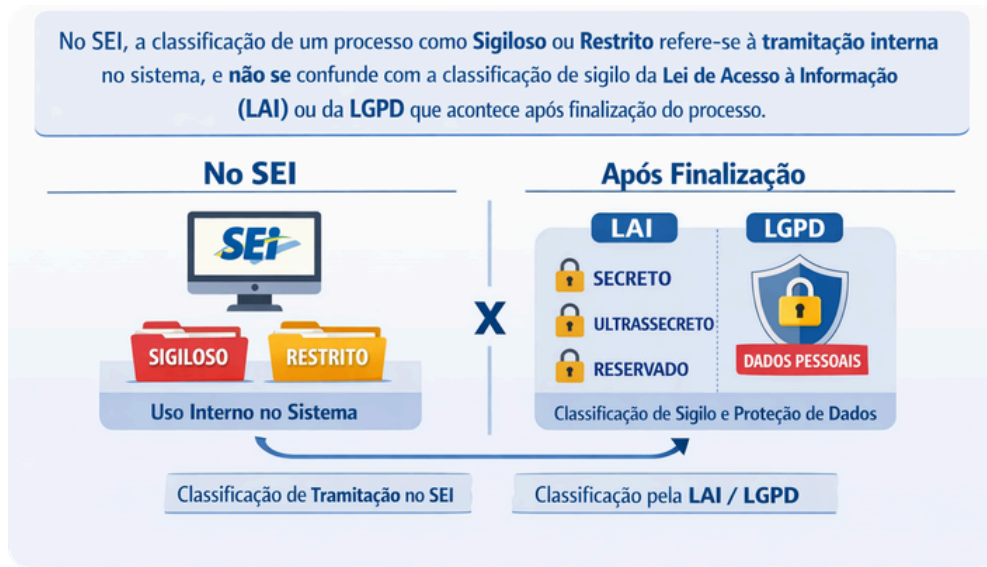 No SEI, a classificação de um processo como Sigiloso ou Restrito refere-se à tramitação interna
no sistema, e não se confunde com a classificação de sigilo da Lei de Acesso à Informação
(LAI) ou da LGPD que acontece após finalização do processo.
No SEI
SEI
SIGILOSO
RESTRITO
Uso Interno no Sistema
X
Após Finalização
LAI
SECRETO
ULTRASSECRETO
RESERVADO
LGPD
DADOS PESSOAIS
Classificação de Sigilo e Proteção de Dados
Classificação de Tramitação no SEI
Classificação pela LAI / LGPD